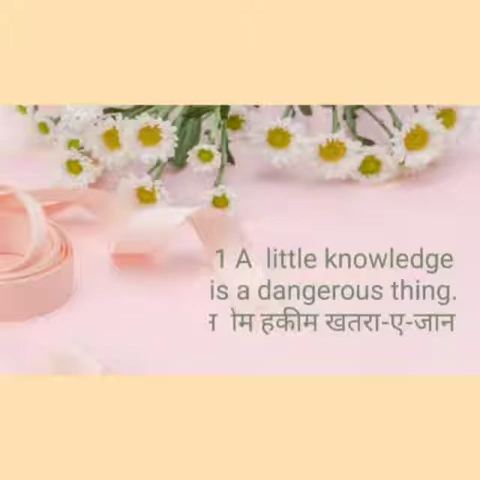 1 A little knowledge
is a dangerous thing.
हकीम खतरा-ए-जान